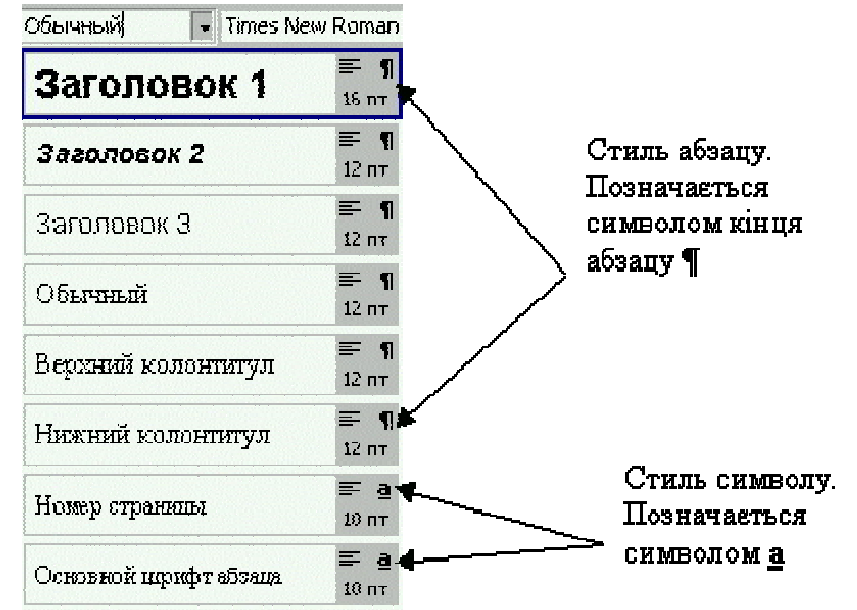 Обычный Times New Roman
Заголовок 1 ¶
16 пт
Заголовок 2 ¶
12 пт
Заголовок 3 ¶
12 пт
Обычный ¶
12 пт
Верхний колонтитул ¶
12 пт
Нижний колонтитул ¶
12 пт
Номер страницы a
10 пт
Основной шрифт абзаца a
10 пт
Стиль абзацу.
Позначається
символом кінця
абзацу ¶
Стиль символу.
Позначається
символом a